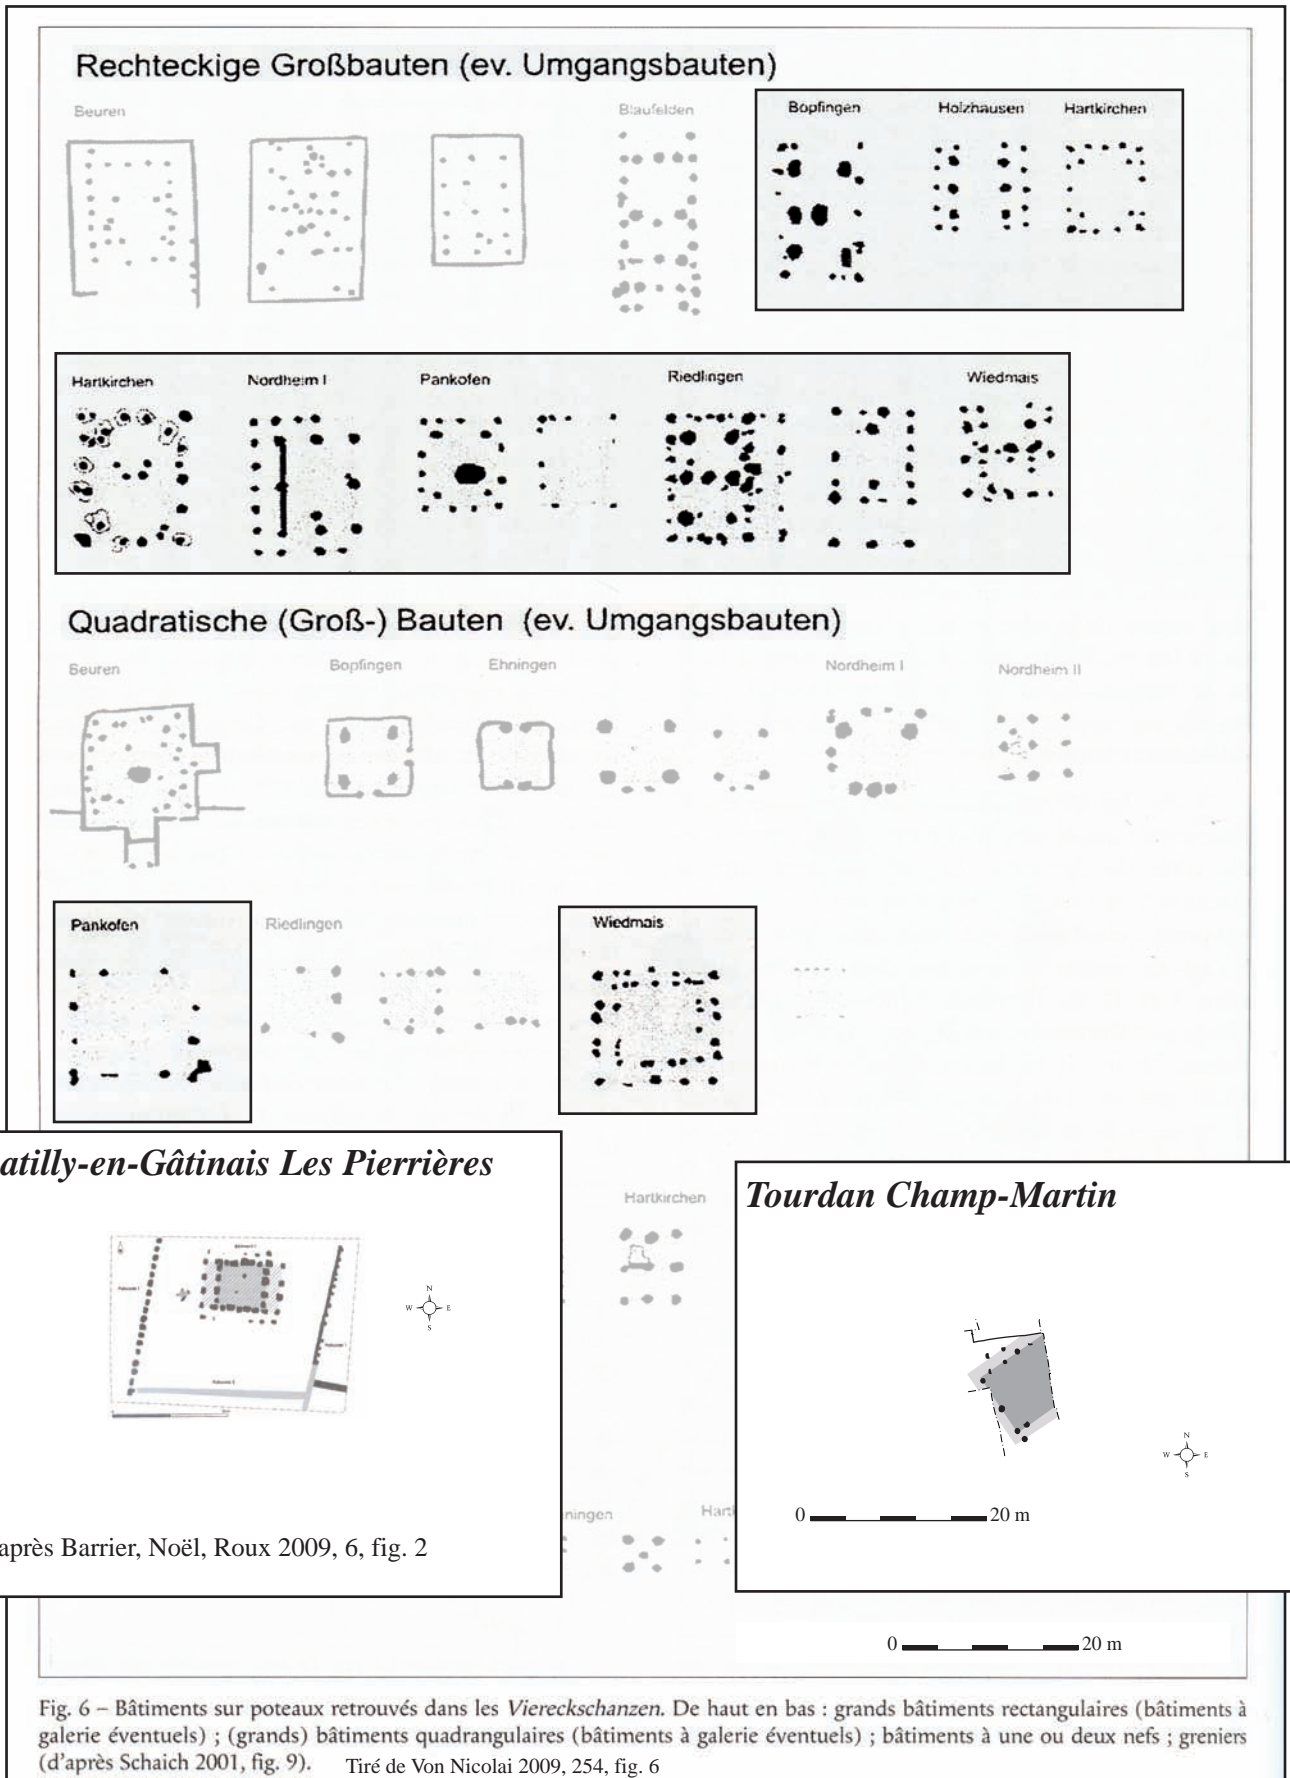 Rechteckige Großbauten (ev. Umgangsbauten)
Beuren
Blaufelden
Bopfingen
Holzhausen
Hartkirchen
Hartkirchen
Nordheim I
Pankofen
Riedlingen
Wiedmais
Quadratische (Groß-) Bauten (ev. Umgangsbauten)
Beuren
Bopfingen
Ehningen
Nordheim I
Nordheim II
Pankofen
Riedlingen
Wiedmais
atilly-en-Gâtinais Les Pierrières
N
W E
S
après Barrier, Noël, Roux 2009, 6, fig. 2
Hartkirchen
ningen
Hart
Tourdan Champ-Martin
N
W E
S
0 20 m
0 20 m
Fig. 6 – Bâtiments sur poteaux retrouvés dans les Viereckschanzen. De haut en bas : grands bâtiments rectangulaires (bâtiments à
galerie éventuels) ; (grands) bâtiments quadrangulaires (bâtiments à galerie éventuels) ; bâtiments à une ou deux nefs ; greniers
(d'après Schaich 2001, fig. 9). Tiré de Von Nicolai 2009, 254, fig. 6